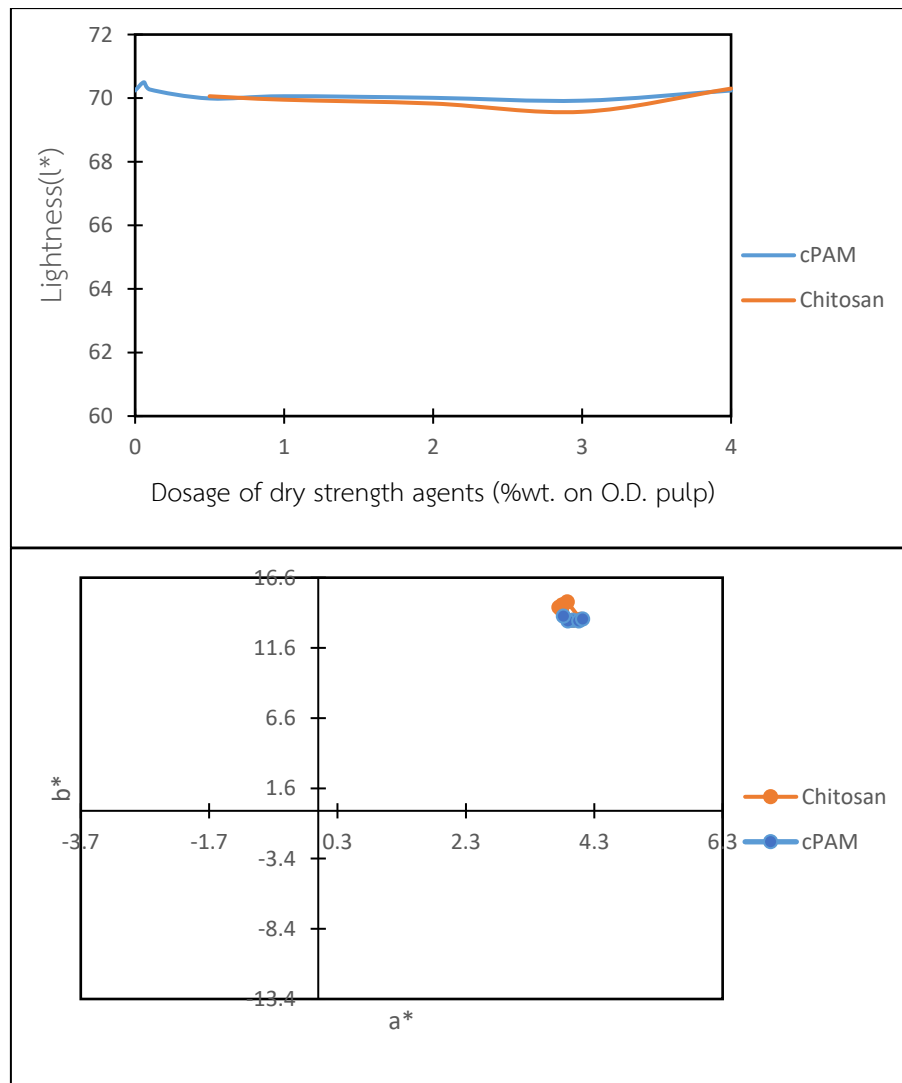 72
70
68
66
64
62
60
Lightness(l*)
0 1 2 3 4
Dosage of dry strength agents (%wt. on O.D. pulp)
cPAM
Chitosan
16.6
11.6
6.6
1.6
-3.4
-8.4
-13.4
b*
-3.7 -1.7 0.3 2.3 4.3 6.3
a*
Chitosan
cPAM